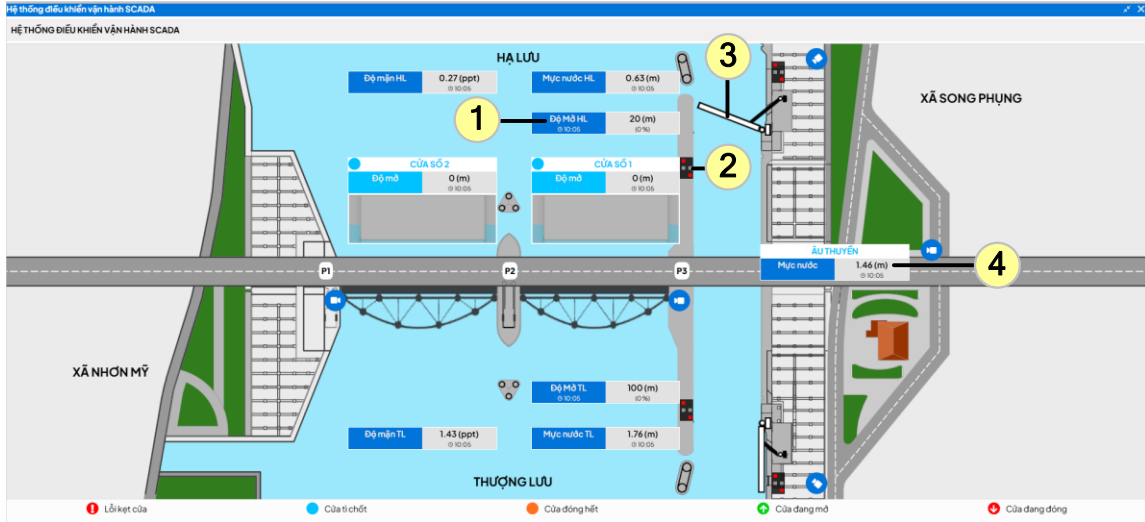 Hệ thống điều khiển vận hành SCADA
HỆ THỐNG ĐIỀU KHIỂN VẬN HÀNH SCADA
HẠ LƯU
Độ mặn HL
0.27 (ppt)
10:05
Mực nước HL
0.63 (m)
10:05
3
XÃ SONG PHỤNG
1
Độ Mở HL
10:05
20 (m)
(0%)
CỬA SỐ 2
Độ mở
0 (m)
10:05
CỬA SỐ 1
Độ mở
0 (m)
10:05
2
ÂU THUYỀN
Mực nước
1.46 (m)
10:05
4
P1
P2
P3
XÃ NHƠN MỸ
Độ Mở TL
10:05
100 (m)
(0%)
Độ mặn TL
1.43 (ppt)
10:05
Mực nước TL
1.76 (m)
10:05
THƯỢNG LƯU
Lỗi kẹt cửa
Cửa tì chốt
Cửa đóng hết
Cửa đang mở
Cửa đang đóng